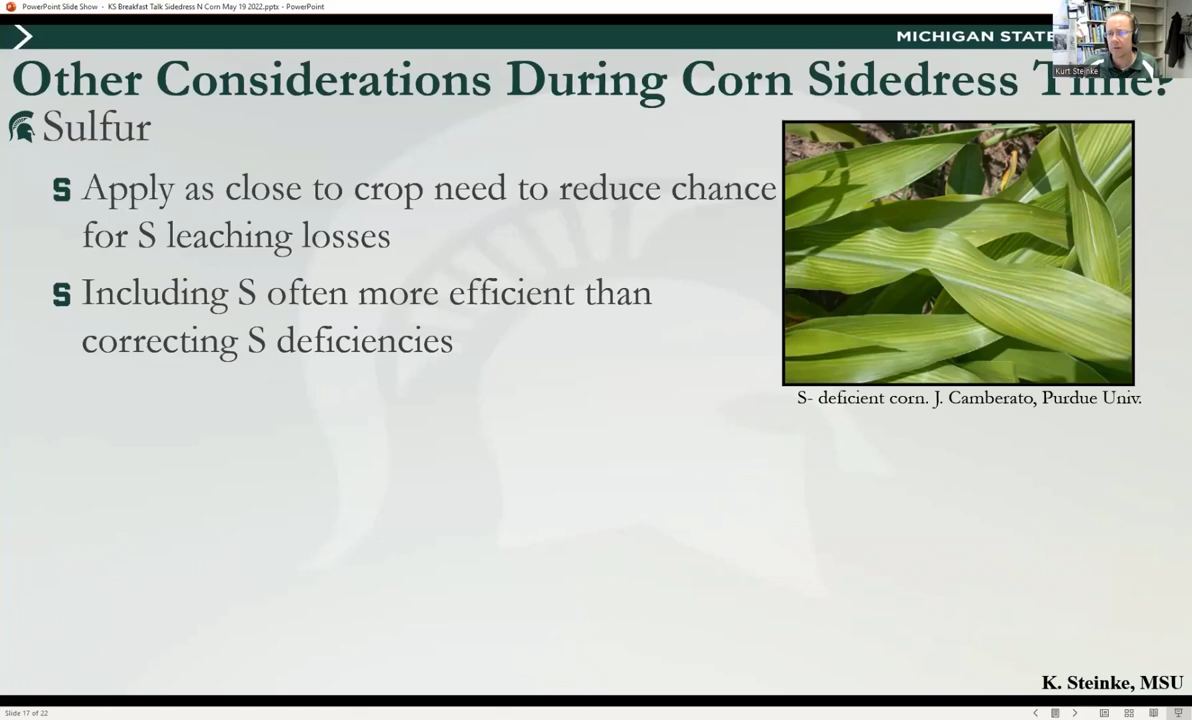 PowerPoint Slide Show - KS Breakfast Talk Sidedress N Corn May 19 2022.pptx - PowerPoint
MICHIGAN STATE
Kurt Steinke
Other Considerations During Corn Sidedress Time?
Sulfur
S Apply as close to crop need to reduce chance
for S leaching losses
S Including S often more efficient than
correcting S deficiencies
S- deficient corn. J. Camberato, Purdue Univ.
K. Steinke, MSU
Slide 17 of 22